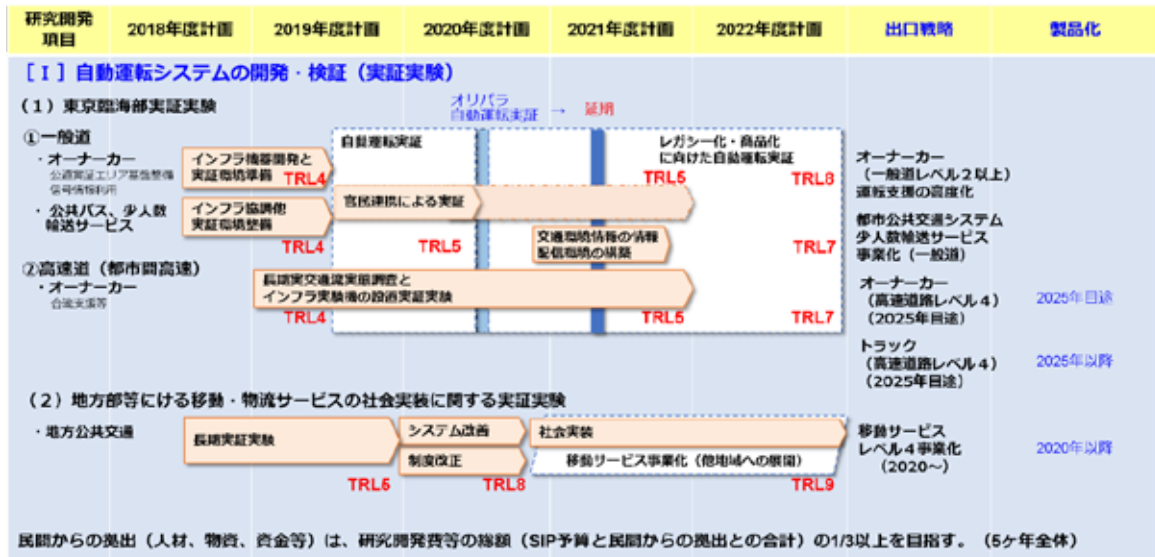 研究開発
項目
2018年度計画
2019年度計画
2020年度計画
2021年度計画
2022年度計画
出口戦略
製品化
［Ⅰ］自動運転システムの開発・検証（実証実験）
（１）東京臨海部実証実験
オリパラ
自動運転実証
→
延期
①一般道
・オーナーカー
公道実証エリア基盤整備
信号情報利用
インフラ機器開発と
実証環境準備
TRL4
自動運転実証
レガシー化・商品化
に向けた自動運転実証
TRL5
TRL8
オーナーカー
（一般道レベル２以上）
運転支援の高度化
・公共バス、少人数
輸送サービス
インフラ協調他
実証環境整備
TRL4
官民連携による実証
TRL5
交通環境情報の情報
配信環境の構築
TRL7
都市公共交通システム
少人数輸送サービス
事業化（一般道）
②高速道（都市間高速）
・オーナーカー
合流支援等
長期実交通流実態調査と
インフラ実験機の設置実証実験
TRL4
TRL5
TRL7
オーナーカー
（高速道路レベル４）
（2025年目途）
2025年目途
トラック
（高速道路レベル４）
（2025年目途）
2025年以降
（２）地方部等にける移動・物流サービスの社会実装に関する実証実験
・地方公共交通
長期実証実験
TRL6
システム改善
制度改正
TRL8
社会実装
移動サービス事業化（他地域への展開）
TRL9
移動サービス
レベル４事業化
（2020～）
2020年以降
民間からの拠出（人材、物資、資金等）は、研究開発費等の総額（SIP予算と民間からの拠出との合計）の1/3以上を目指す。（5ヶ年全体）